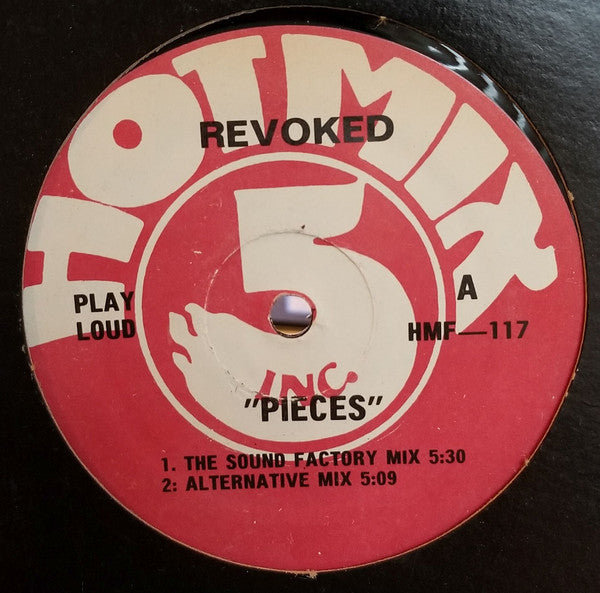 HOTMIX
REVOKED
5
INC.
PLAY
LOUD
A
HMF—117
"PIECES"
1. THE SOUND FACTORY MIX 5:30
2: ALTERNATIVE MIX 5:09